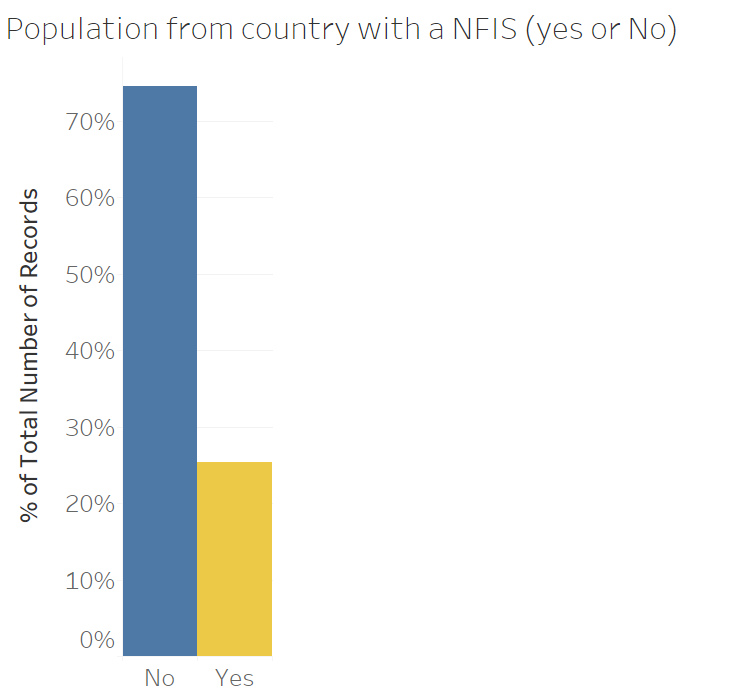 Population from country with a NFIS (yes or No)
% of Total Number of Records
70%
60%
50%
40%
30%
20%
10%
0%
No Yes